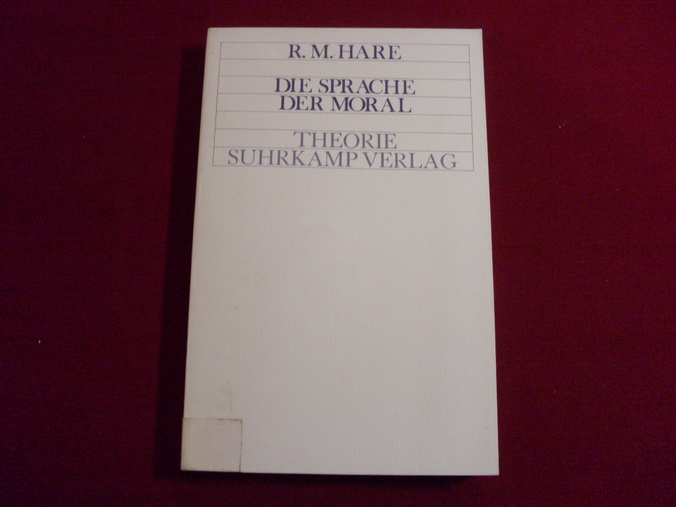 R. M. HARE
DIE SPRACHE
DER MORAL
THEORIE
SUHRKAMP VERLAG